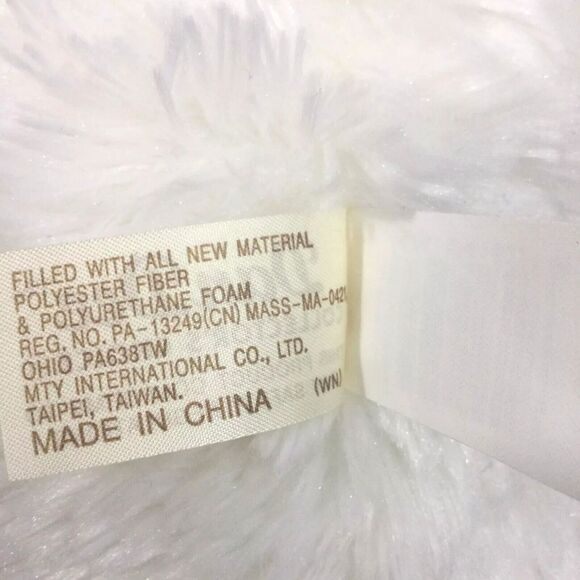 FILLED WITH ALL NEW MATERIAL
POLYESTER FIBER
& POLYURETHANE FOAM
REG. NO. PA-13249(CN) MASS-MA-042
OHIO PA638TW
MTY INTERNATIONAL CO., LTD.
TAIPEI, TAIWAN. (WN)
MADE IN CHINA